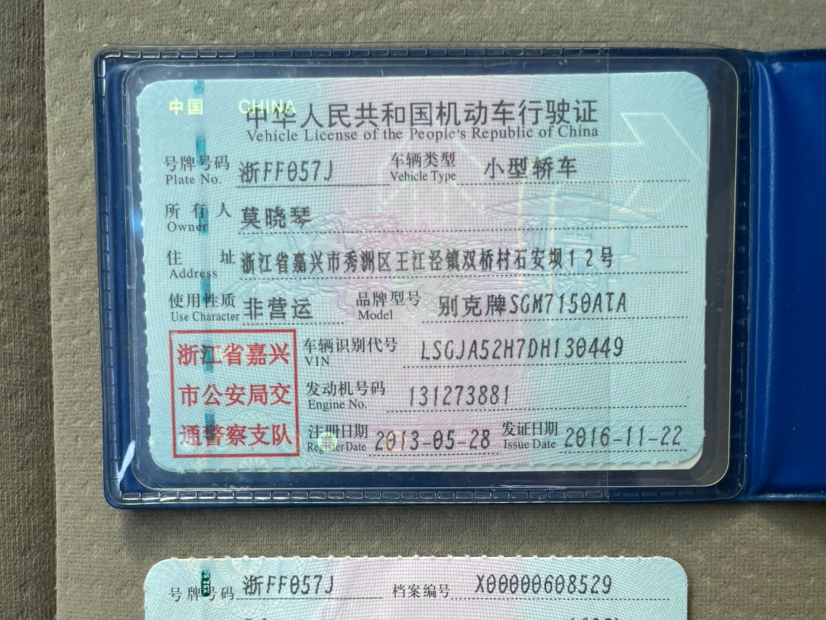 中国 CHINA
中华人民共和国机动车行驶证
Vehicle License of the People's Republic of China
号牌号码 浙FF057J 车辆类型 小型轿车
Plate No. Vehicle Type
所有人 莫晓琴
Owner
住址 浙江省嘉兴市秀洲区王江泾镇双桥村石安坝12号
Address
使用性质 非营运 品牌型号 别克牌SGM7150ATA
Use Character Model
浙江省嘉兴
市公安局交
通警察支队
车辆识别代号 LSGJA52H7DH130449
VIN
发动机号码 131273881
Engine No.
注册日期 2013-05-28 发证日期 2016-11-22
Register Date Issue Date
号牌号码 浙FF057J 档案编号 X00000608529